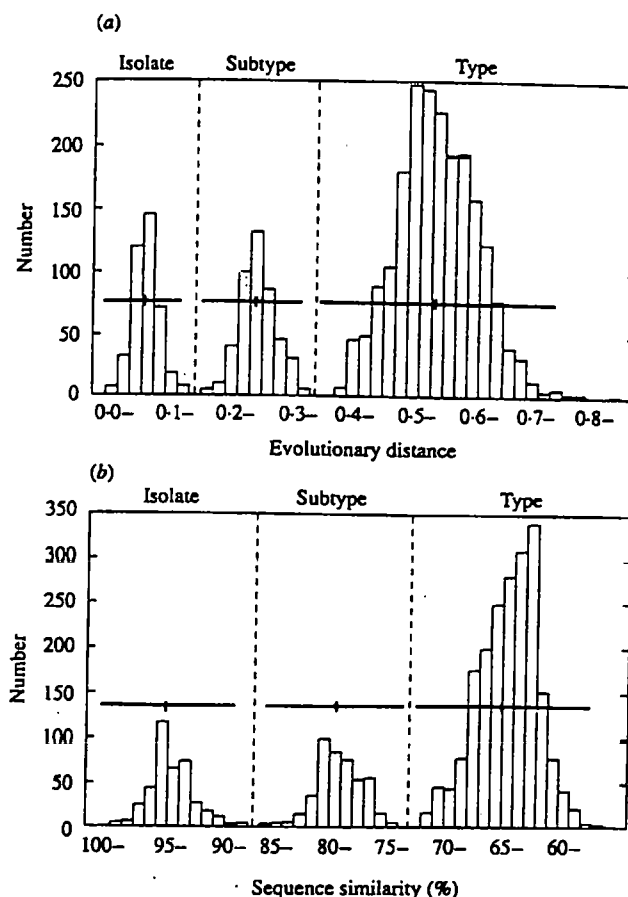 (a)
Isolate Subtype Type
250
200
150
100
50
0
Number
0·0– 0·1– 0·2– 0·3– 0·4– 0·5– 0·6– 0·7– 0·8–
Evolutionary distance
(b)
Isolate Subtype Type
350
300
250
200
150
100
50
0
Number
100– 95– 90– 85– 80– 75– 70– 65– 60–
Sequence similarity (%)